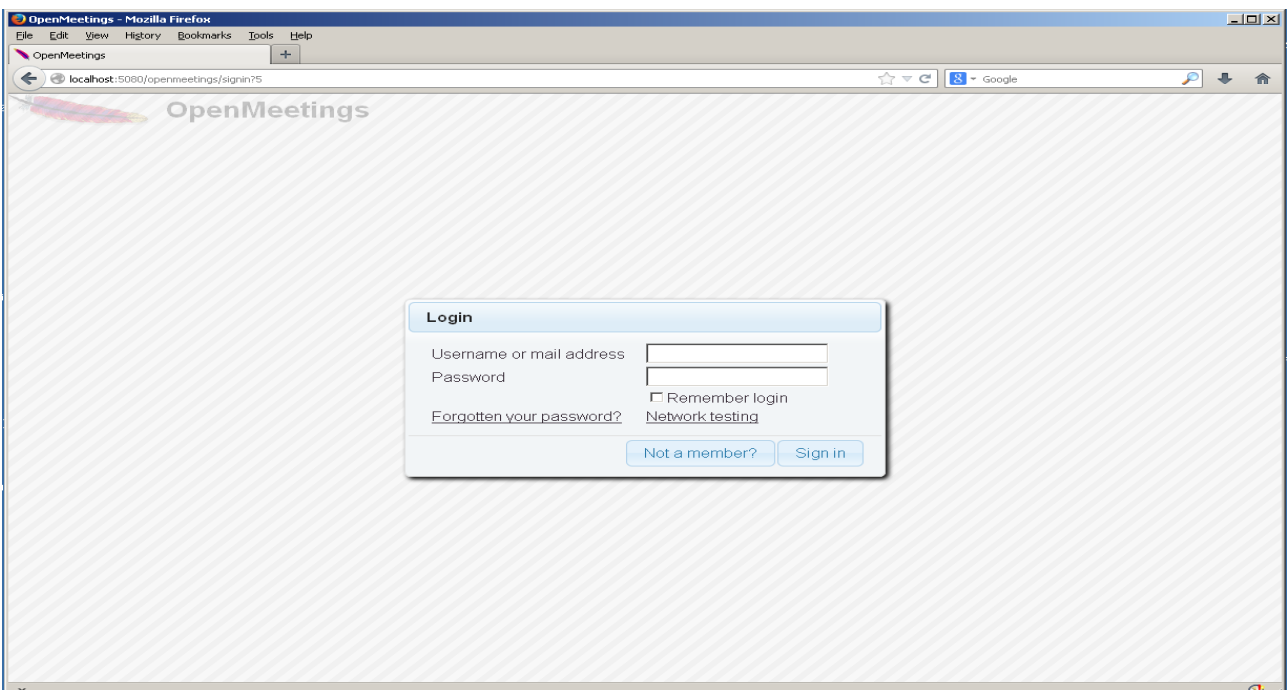 OpenMeetings - Mozilla Firefox
File Edit View History Bookmarks Tools Help
OpenMeetings +
localhost:5080/openmeetings/signin?5 8 Google
OpenMeetings
Login
Username or mail address
Password
Remember login
Forgotten your password? Network testing
Not a member? Sign in